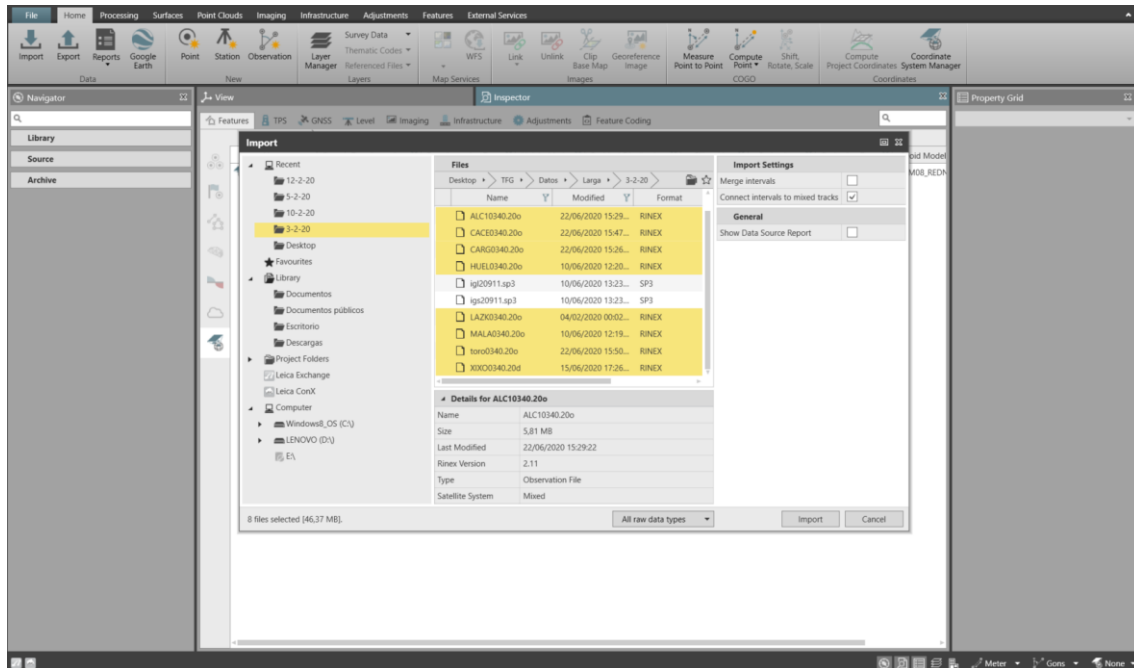 File Home Processing Surfaces Point Clouds Imaging Infrastructure Adjustments Features External Services
Import Export Reports Google Earth Point Station Observation Layer Manager Survey Data Thematic Codes Referenced Files WFS Link Unlink Clip Base Map Georeference Image Measure Point to Point Compute Point Shift, Rotate, Scale Compute Project Coordinates Coordinate System Manager
Data New Layers Map Services Images COGO Coordinates
Navigator View Inspector Property Grid
Features TPS GNSS Level Imaging Infrastructure Adjustments Feature Coding
Library
Source
Archive
oid Model
M08_REDN
Import
Recent
12-2-20
5-2-20
10-2-20
3-2-20
Desktop
Favourites
Library
Documentos
Documentos públicos
Escritorio
Descargas
Project Folders
Leica Exchange
Leica ConX
Computer
Windows8_OS (C:\)
LENOVO (D:\)
E:\
Files
Desktop TFG Datos Larga 3-2-20
Name Modified Format
ALC10340.20o 22/06/2020 15:29... RINEX
CACE0340.20o 22/06/2020 15:47... RINEX
CARG0340.20o 22/06/2020 15:26... RINEX
HUEL0340.20o 10/06/2020 12:20... RINEX
igl20911.sp3 10/06/2020 13:23... SP3
igs20911.sp3 10/06/2020 13:23... SP3
LAZK0340.20o 04/02/2020 00:02... RINEX
MALA0340.20o 10/06/2020 12:19... RINEX
toro0340.20o 22/06/2020 15:50... RINEX
XIXO0340.20d 15/06/2020 17:26... RINEX
Details for ALC10340.20o
Name ALC10340.20o
Size 5,81 MB
Last Modified 22/06/2020 15:29:22
Rinex Version 2.11
Type Observation File
Satellite System Mixed
Import Settings
Merge intervals
Connect intervals to mixed tracks
General
Show Data Source Report
8 files selected [46,37 MB].
All raw data types
Import Cancel
Meter Gons None